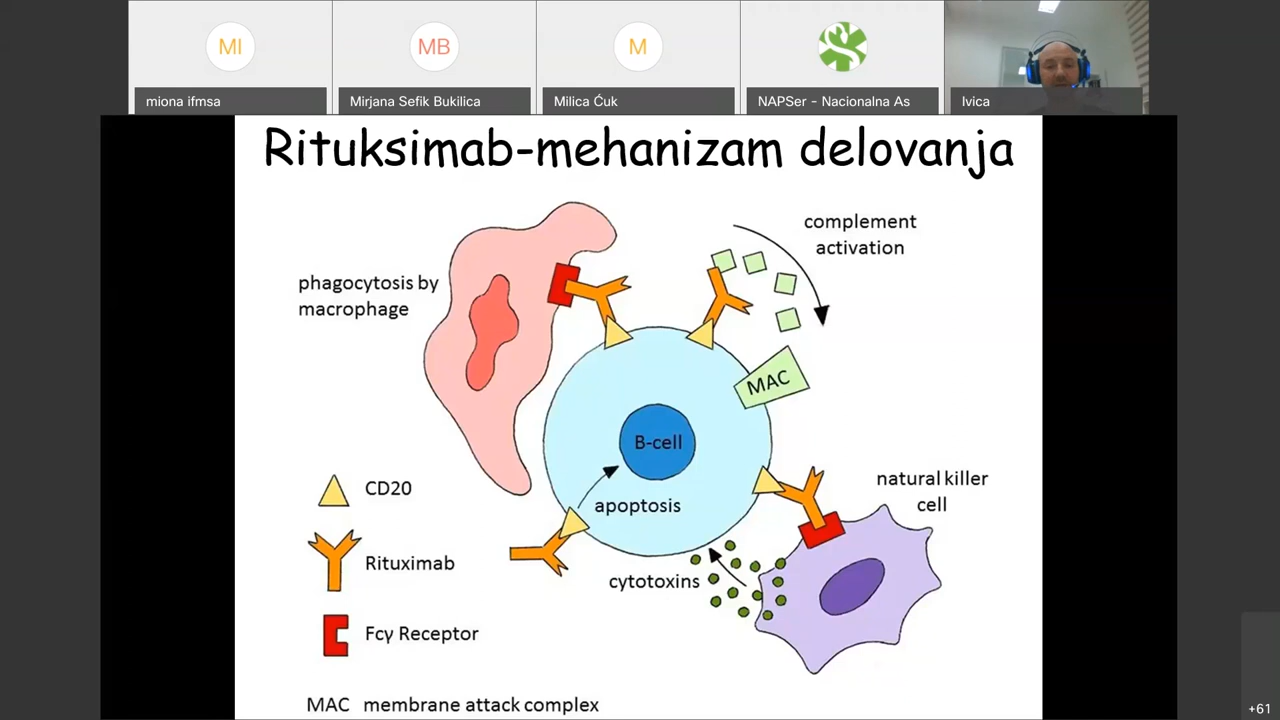 MI
MB
M
miona ifmsa
Mirjana Sefik Bukilica
Milica Ćuk
NAPSer - Nacionalna As
Ivica
Rituksimab-mehanizam delovanja
complement
activation
phagocytosis by
macrophage
MAC
B-cell
natural killer
cell
CD20
apoptosis
Rituximab
cytotoxins
Fcγ Receptor
MAC membrane attack complex
+61